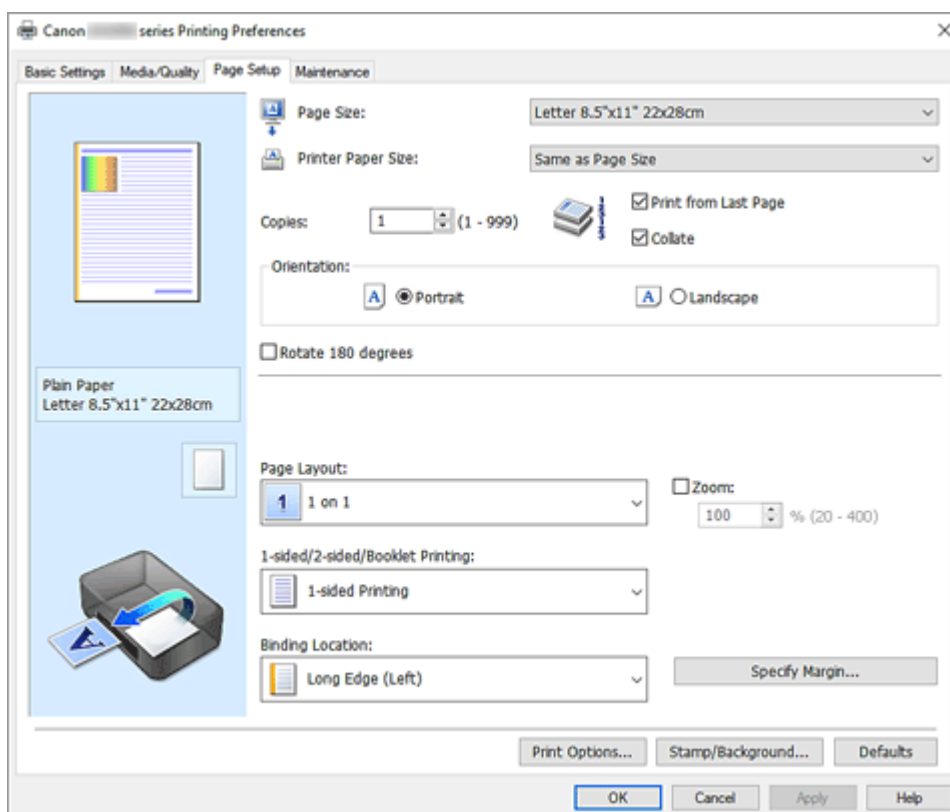 Canon series Printing Preferences
Basic Settings Media/Quality Page Setup Maintenance
Page Size: Letter 8.5"x11" 22x28cm
Printer Paper Size: Same as Page Size
Copies: 1 (1 - 999)
Print from Last Page
Collate
Orientation:
A Portrait A Landscape
Rotate 180 degrees
Plain Paper
Letter 8.5"x11" 22x28cm
Page Layout:
1 1 on 1
Zoom:
100 % (20 - 400)
1-sided/2-sided/Booklet Printing:
1-sided Printing
Binding Location:
Long Edge (Left)
Specify Margin...
A
Print Options... Stamp/Background... Defaults
OK Cancel Apply Help